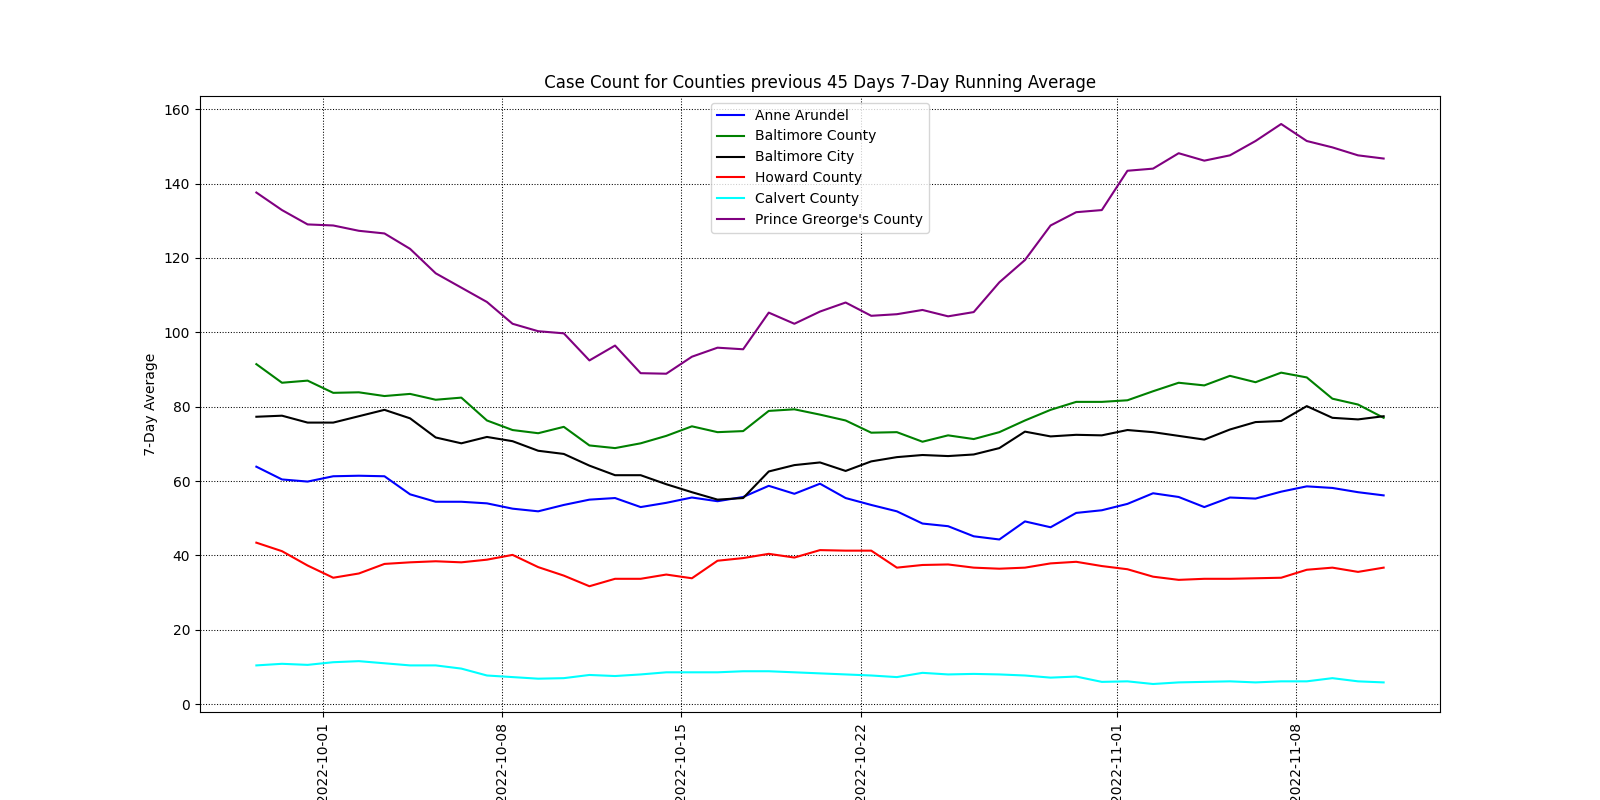 Case Count for Counties previous 45 Days 7-Day Running Average
160
140
120
100
80
60
40
20
0
7-Day Average
Anne Arundel
Baltimore County
Baltimore City
Howard County
Calvert County
Prince Greorge's County
2022-10-01
2022-10-08
2022-10-15
2022-10-22
2022-11-01
2022-11-08